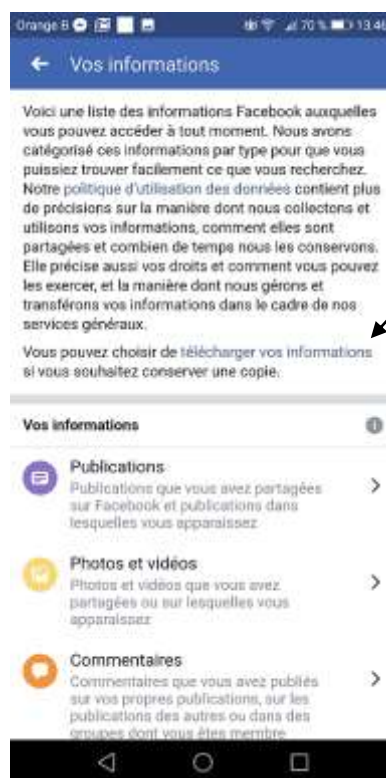 Orange B 70 % 13:46
Vos informations
Voici une liste des informations Facebook auxquelles
vous pouvez accéder à tout moment. Nous avons
catégorisé ces informations par type pour que vous
puissiez trouver facilement ce que vous recherchez.
Notre politique d'utilisation des données contient plus
de précisions sur la manière dont nous collectons et
utilisons vos informations, comment elles sont
partagées et combien de temps nous les conservons.
Elle précise aussi vos droits et comment vous pouvez
les exercer, et la manière dont nous gérons et
transférons vos informations dans le cadre de nos
services généraux.
Vous pouvez choisir de télécharger vos informations
si vous souhaitez conserver une copie.
Vos informations
Publications
Publications que vous avez partagées
sur Facebook et publications dans
lesquelles vous apparaissez
Photos et vidéos
Photos et vidéos que vous avez
partagées ou sur lesquelles vous
apparaissez
Commentaires
Commentaires que vous avez publiés
sur vos propres publications, sur les
publications des autres ou dans des
groupes dont vous êtes membre